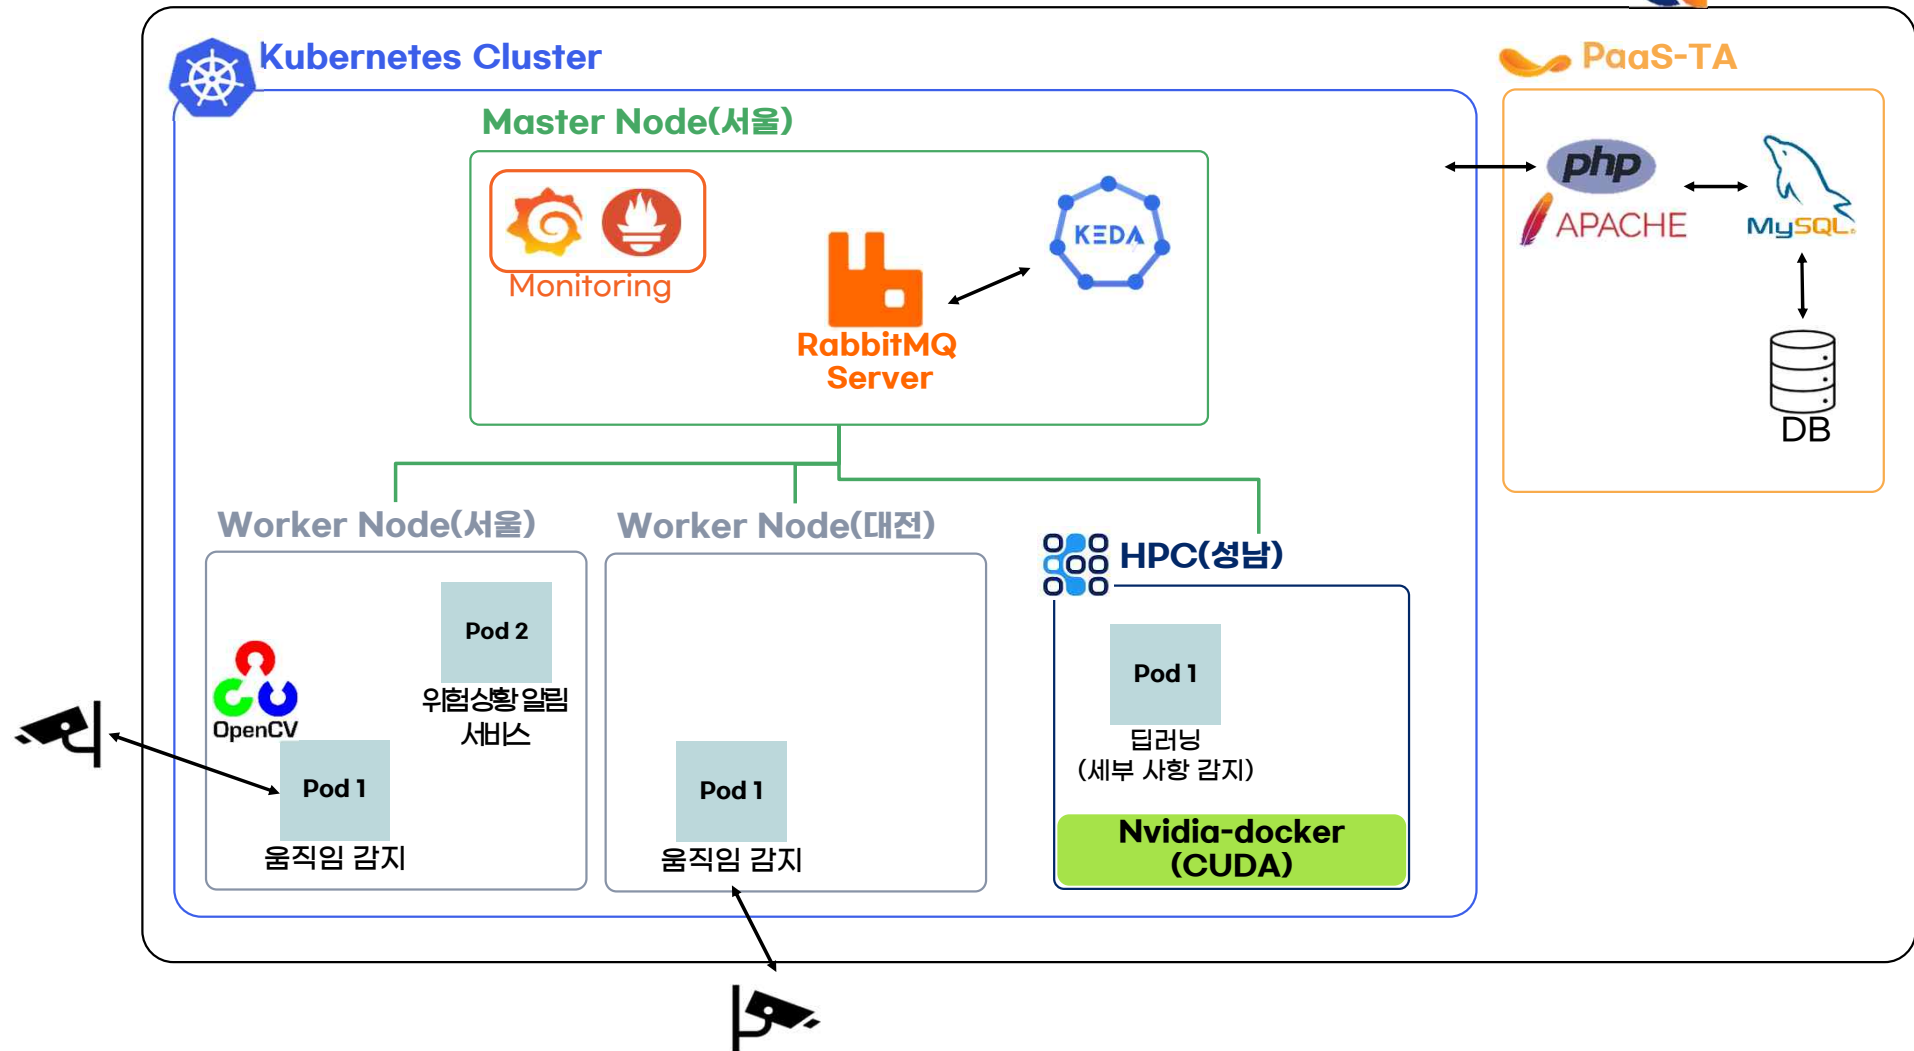 Kubernetes Cluster
PaaS-TA
Master Node(서울)
php
APACHE
MySQL
KEDA
Monitoring
RabbitMQ
Server
DB
Worker Node(서울)
Worker Node(대전)
HPC(성남)
Pod 2
위험상황 알림
서비스
OpenCV
Pod 1
움직임 감지
Pod 1
움직임 감지
Pod 1
딥러닝
(세부 사항 감지)
Nvidia-docker
(CUDA)